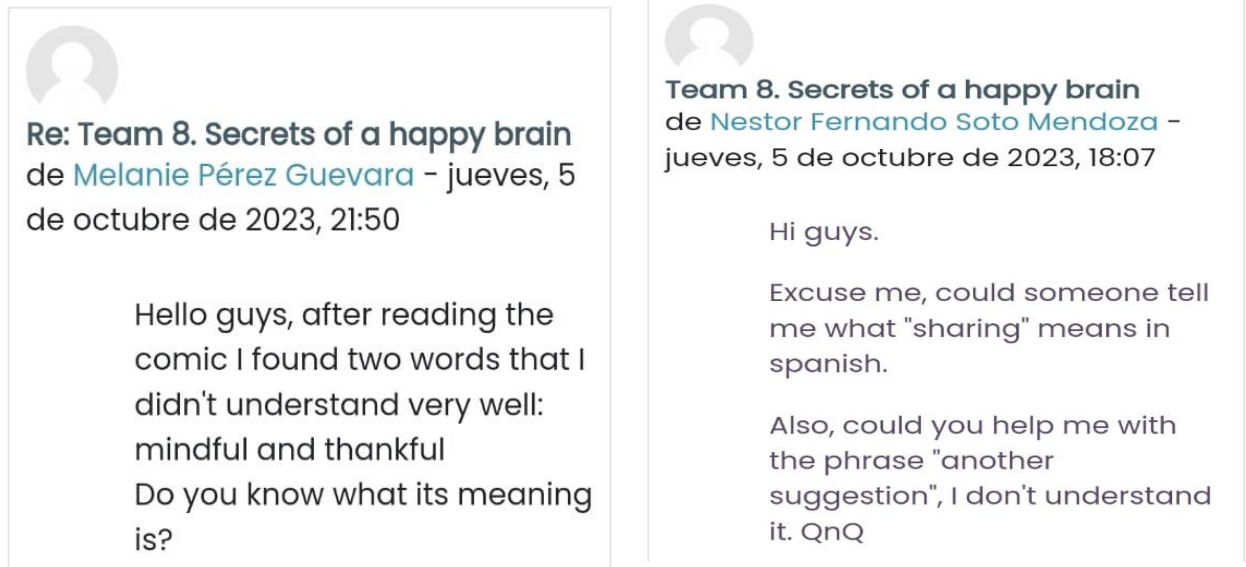 Re: Team 8. Secrets of a happy brain
de Melanie Pérez Guevara - jueves, 5
de octubre de 2023, 21:50
Hello guys, after reading the
comic I found two words that I
didn't understand very well:
mindful and thankful
Do you know what its meaning
is?
Team 8. Secrets of a happy brain
de Nestor Fernando Soto Mendoza -
jueves, 5 de octubre de 2023, 18:07
Hi guys.
Excuse me, could someone tell
me what "sharing" means in
spanish.
Also, could you help me with
the phrase "another
suggestion", I don't understand
it. QnQ